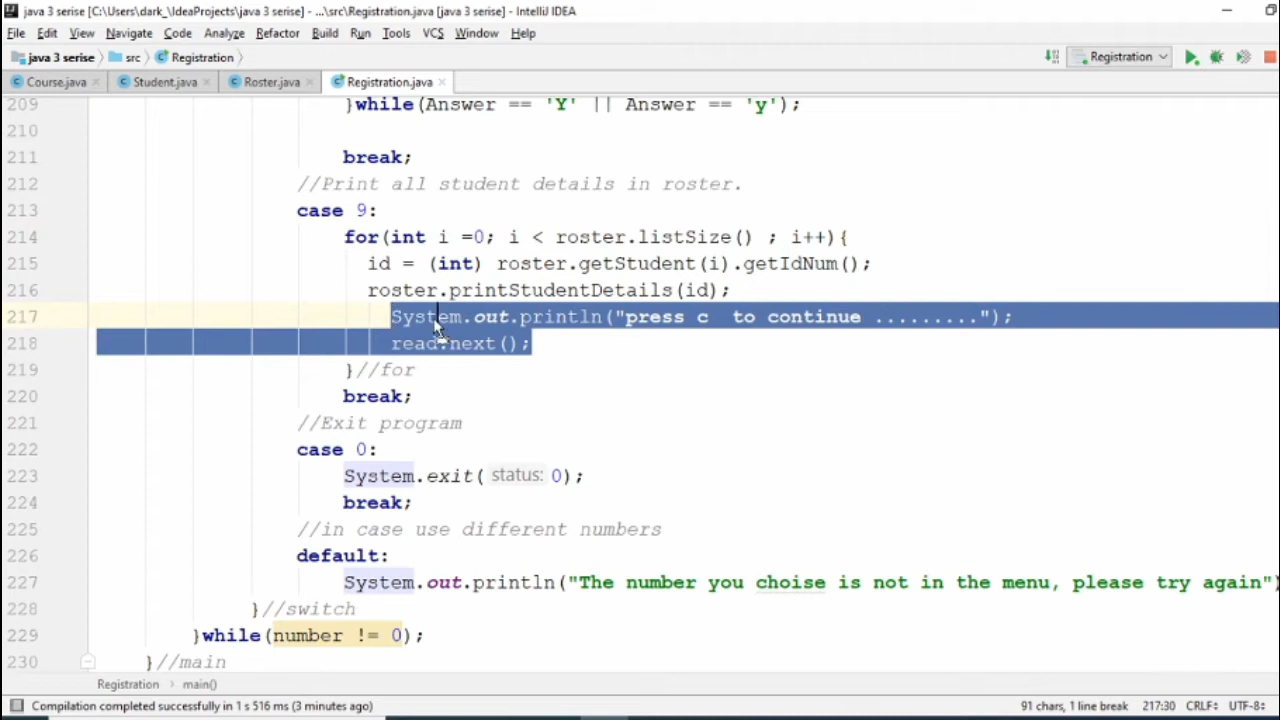 java 3 serise [C:\Users\dark_\IdeaProjects\java 3 serise] - ...\src\Registration.java [java 3 serise] - IntelliJ IDEA
File Edit View Navigate Code Analyze Refactor Build Run Tools VCS Window Help
java 3 serise src Registration Registration
Course.java Student.java Roster.java Registration.java
209 }while(Answer == 'Y' || Answer == 'y');
210
211 break;
212 //Print all student details in roster.
213 case 9:
214 for(int i =0; i < roster.listSize() ; i++){
215 id = (int) roster.getStudent(i).getIdNum();
216 roster.printStudentDetails(id);
217 System.out.println("press c  to continue .........");
218 read.next();
219 }//for
220 break;
221 //Exit program
222 case 0:
223 System.exit( status: 0);
224 break;
225 //in case use different numbers
226 default:
227 System.out.println("The number you choise is not in the menu, please try again")
228 }//switch
229 }while(number != 0);
230 }//main
Registration main()
Compilation completed successfully in 1 s 516 ms (3 minutes ago) 91 chars, 1 line break 217:30 CRLF UTF-8